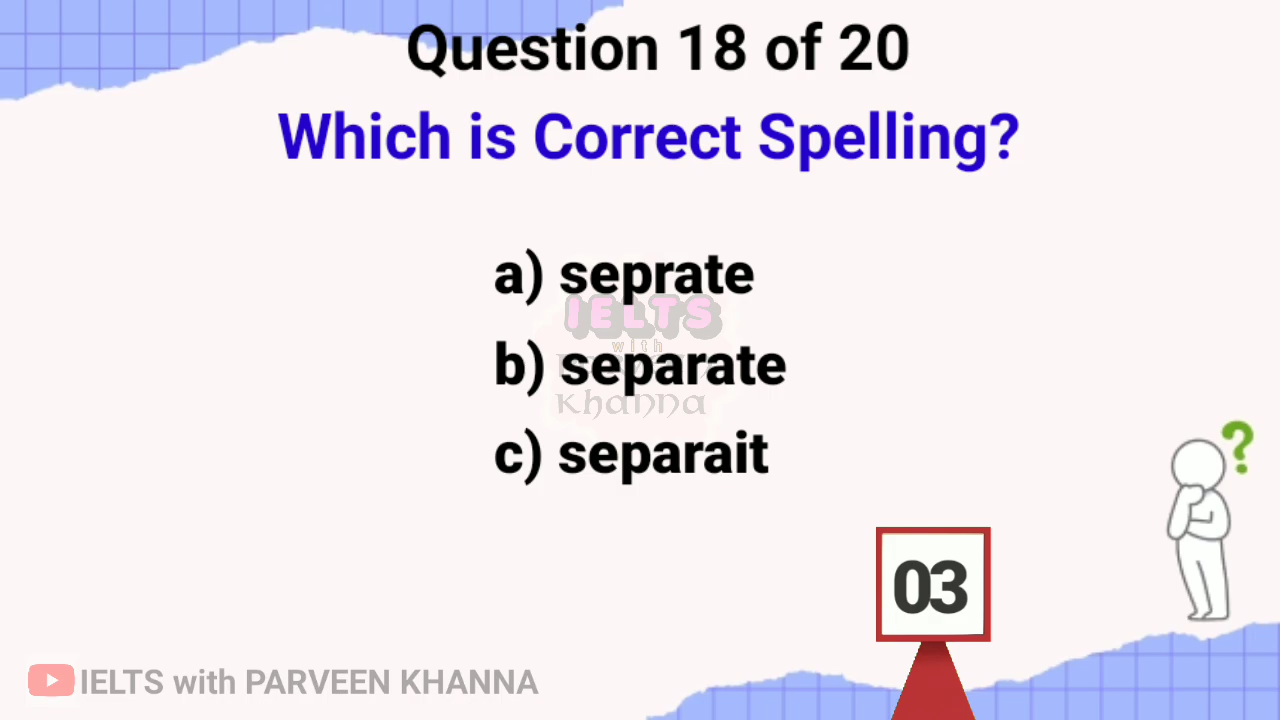 Question 18 of 20
Which is Correct Spelling?
a) seprate
IELTS
with
b) separate
Khanna
c) separait
?
03
IELTS with PARVEEN KHANNA